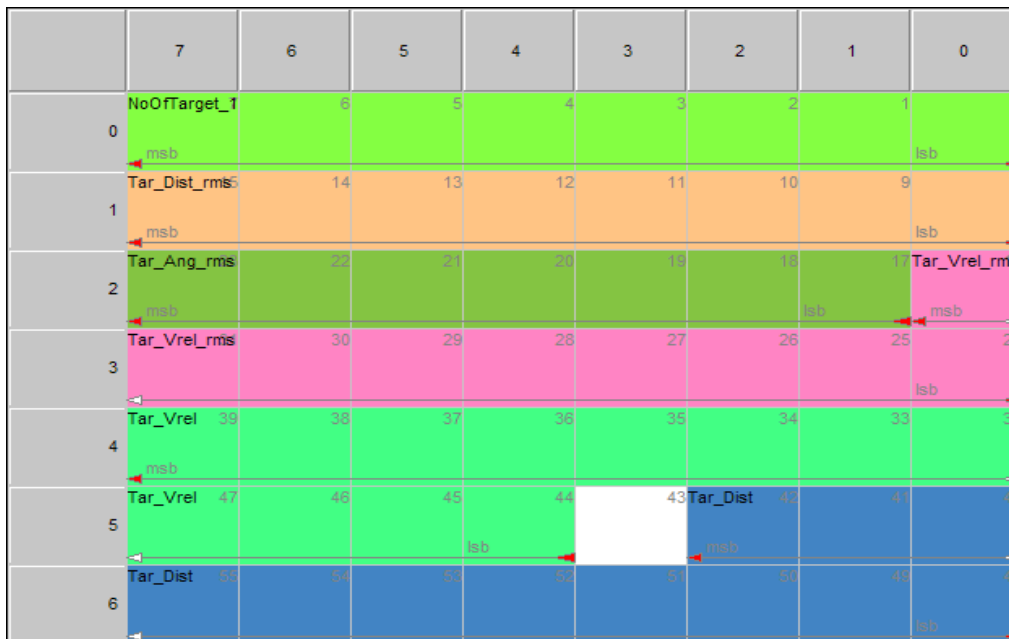 7 6 5 4 3 2 1 0
NoOfTarget_1 6 5 4 3 2 1
0
msb lsb
Tar_Dist_rms 15 14 13 12 11 10 9
1
msb lsb
Tar_Ang_rms 22 21 20 19 18 17 Tar_Vrel_rm
2
msb lsb msb
Tar_Vrel_rms 30 29 28 27 26 25
3
lsb
Tar_Vrel 39 38 37 36 35 34 33
4
msb
Tar_Vrel 47 46 45 44 43 Tar_Dist 42 41
5
lsb msb
Tar_Dist 55 54 53 52 51 50 49
6
lsb